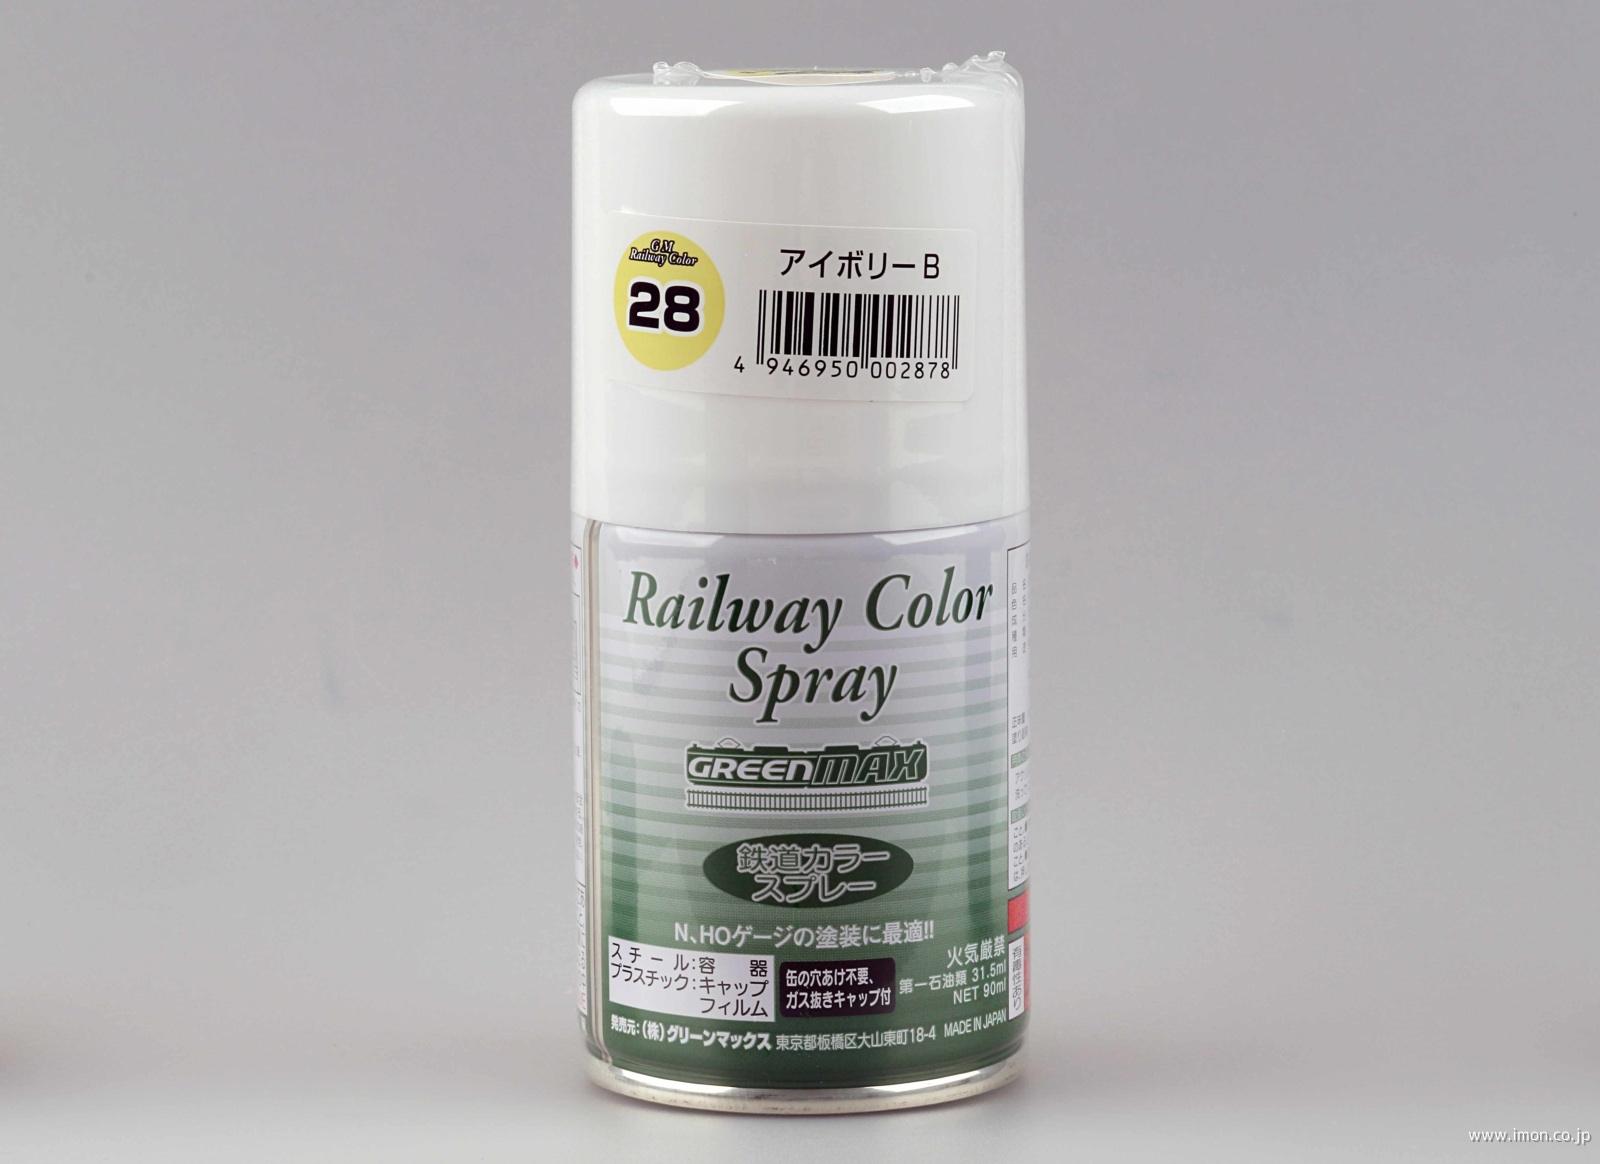 GM
Railway Color
28
アイボリーB
4 946950 002878
Railway Color
Spray
GREENMAX
鉄道カラー
スプレー
N、HOゲージの塗装に最適!!
スチール:容器
プラスチック:キャップ
フィルム
缶の穴あけ不要、
ガス抜きキャップ付
火気厳禁
第一石油類 31.5ml
NET 90ml
発売元:(株)グリーンマックス 東京都板橋区大山東町18-4 MADE IN JAPAN
有毒性あり
www.imon.co.jp